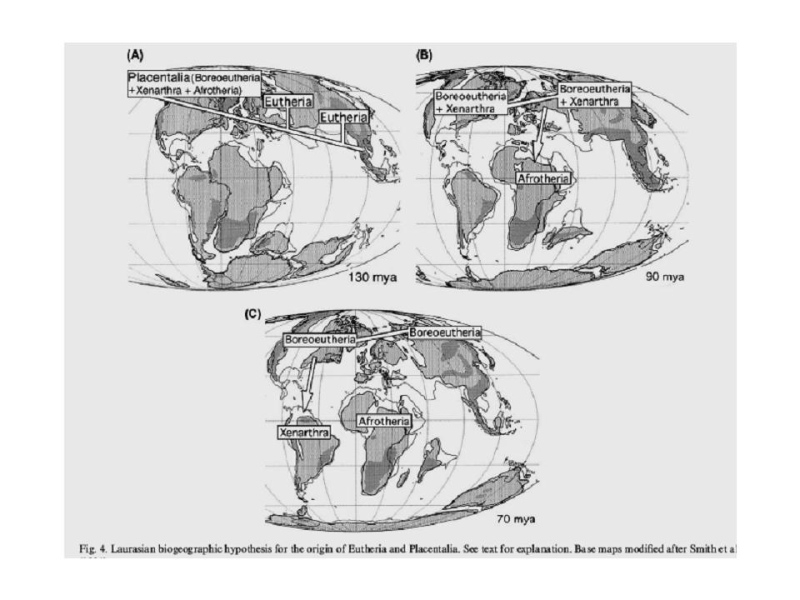 (A)
Placentalia (Boreoeutheria
+Xenarthra + Afrotheria)
Eutheria
Eutheria
130 mya
(B)
Boreoeutheria
+ Xenarthra
Boreoeutheria
+ Xenarthra
Afrotheria
90 mya
(C)
Boreoeutheria
Boreoeutheria
Xenarthra
Afrotheria
70 mya
Fig. 4. Laurasian biogeographic hypothesis for the origin of Eutheria and Placentalia. See text for explanation. Base maps modified after Smith et al